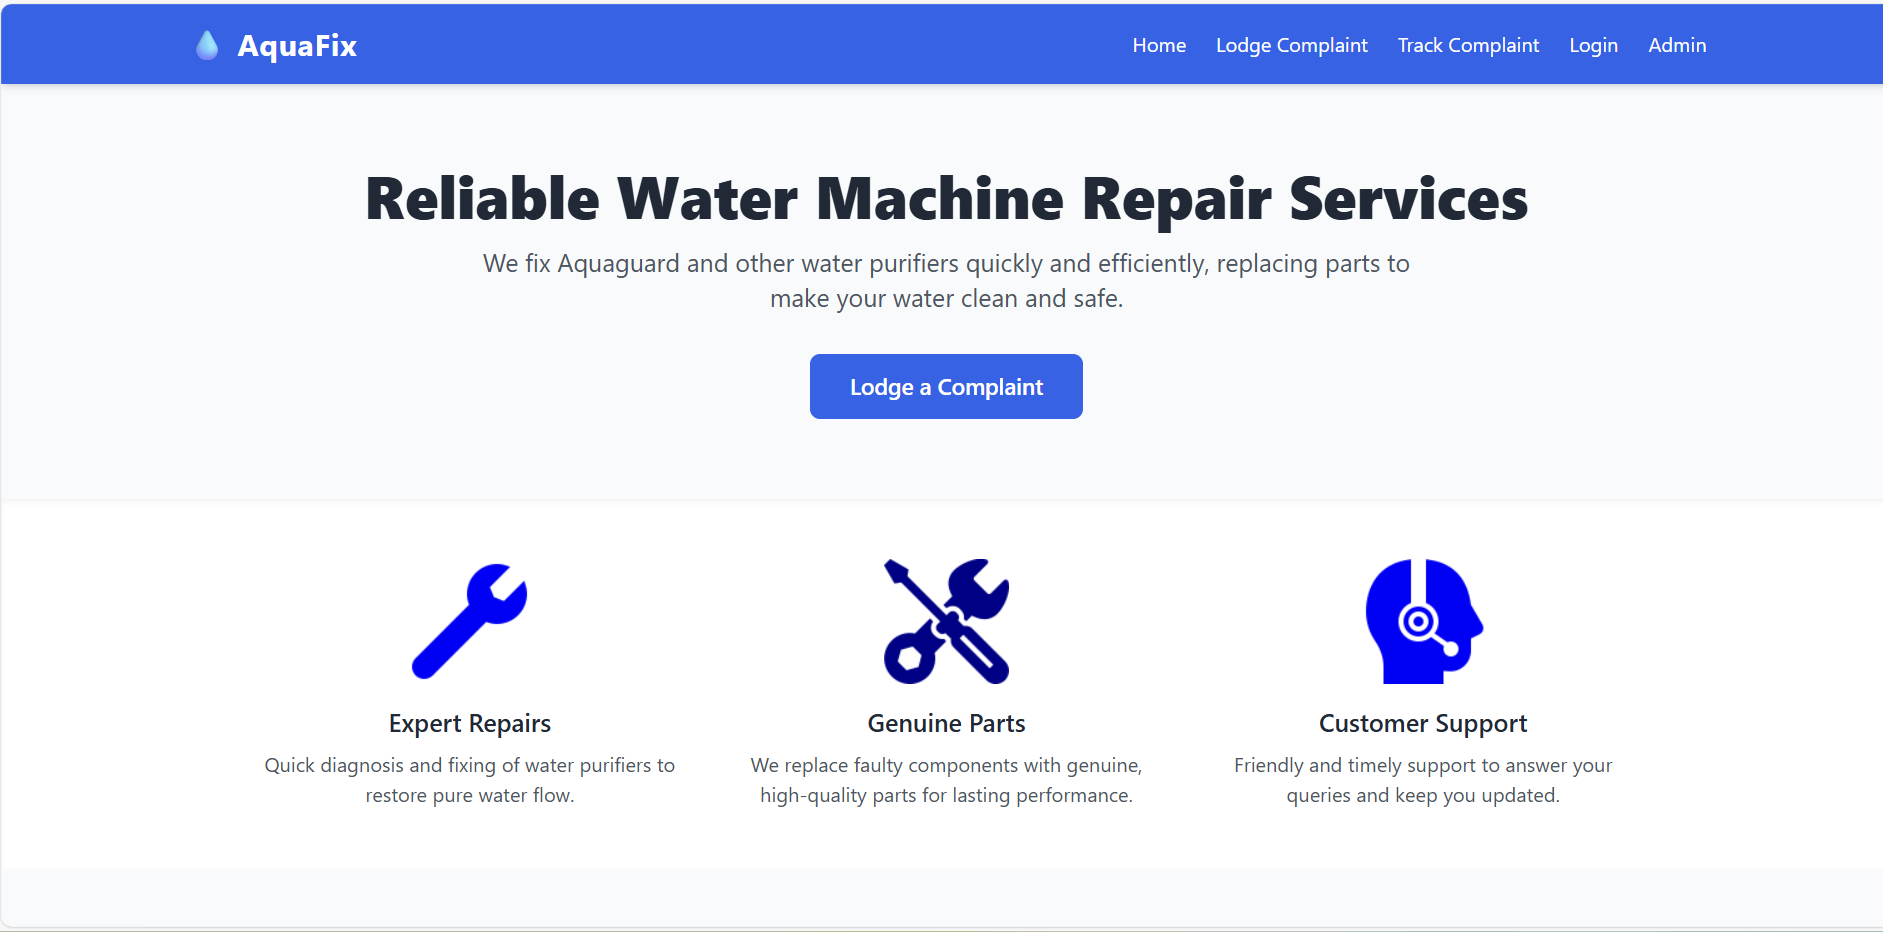 AquaFix
Home Lodge Complaint Track Complaint Login Admin
Reliable Water Machine Repair Services
We fix Aquaguard and other water purifiers quickly and efficiently, replacing parts to
make your water clean and safe.
Lodge a Complaint
Expert Repairs
Quick diagnosis and fixing of water purifiers to
restore pure water flow.
Genuine Parts
We replace faulty components with genuine,
high-quality parts for lasting performance.
Customer Support
Friendly and timely support to answer your
queries and keep you updated.